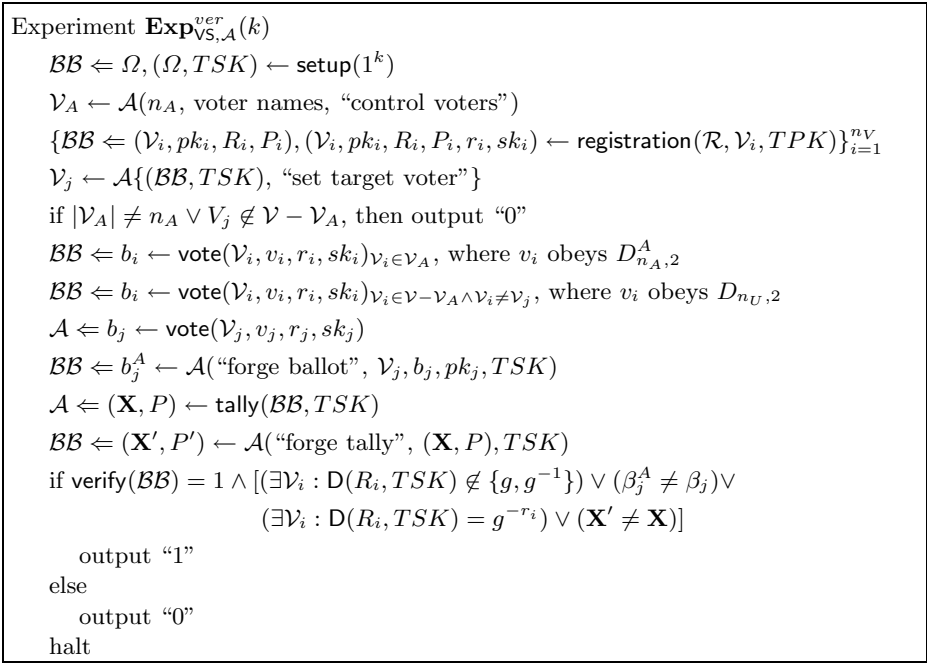 Experiment Exp^{ver}_{VS,𝒜}(k)
ℬℬ ⇐ Ω, (Ω, TSK) ← setup(1^k)
𝒱_A ← 𝒜(n_A, voter names, “control voters”)
{ℬℬ ⇐ (𝒱_i, pk_i, R_i, P_i), (𝒱_i, pk_i, R_i, P_i, r_i, sk_i) ← registration(ℛ, 𝒱_i, TPK)}_{i=1}^{n_V}
𝒱_j ← 𝒜{(ℬℬ, TSK), “set target voter”}
if |𝒱_A| ≠ n_A ∨ V_j ∉ 𝒱 − 𝒱_A, then output “0”
ℬℬ ⇐ b_i ← vote(𝒱_i, v_i, r_i, sk_i)_{𝒱_i∈𝒱_A}, where v_i obeys D^A_{n_A,2}
ℬℬ ⇐ b_i ← vote(𝒱_i, v_i, r_i, sk_i)_{𝒱_i∈𝒱−𝒱_A∧𝒱_i≠𝒱_j}, where v_i obeys D_{n_U,2}
𝒜 ⇐ b_j ← vote(𝒱_j, v_j, r_j, sk_j)
ℬℬ ⇐ b^A_j ← 𝒜(“forge ballot”, 𝒱_j, b_j, pk_j, TSK)
𝒜 ⇐ (X, P) ← tally(ℬℬ, TSK)
ℬℬ ⇐ (X′, P′) ← 𝒜(“forge tally”, (X, P), TSK)
if verify(ℬℬ) = 1 ∧ [(∃𝒱_i : D(R_i, TSK) ∉ {g, g^{−1}}) ∨ (β^A_j ≠ β_j)∨
(∃𝒱_i : D(R_i, TSK) = g^{−r_i}) ∨ (X′ ≠ X)]
output “1”
else
output “0”
halt